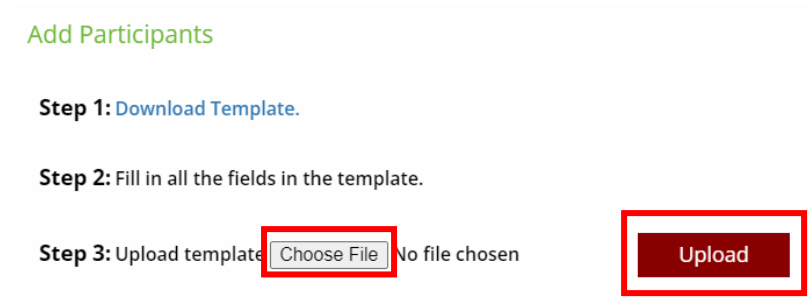 Add Participants
Step 1: Download Template.
Step 2: Fill in all the fields in the template.
Step 3: Upload template Choose File No file chosen Upload